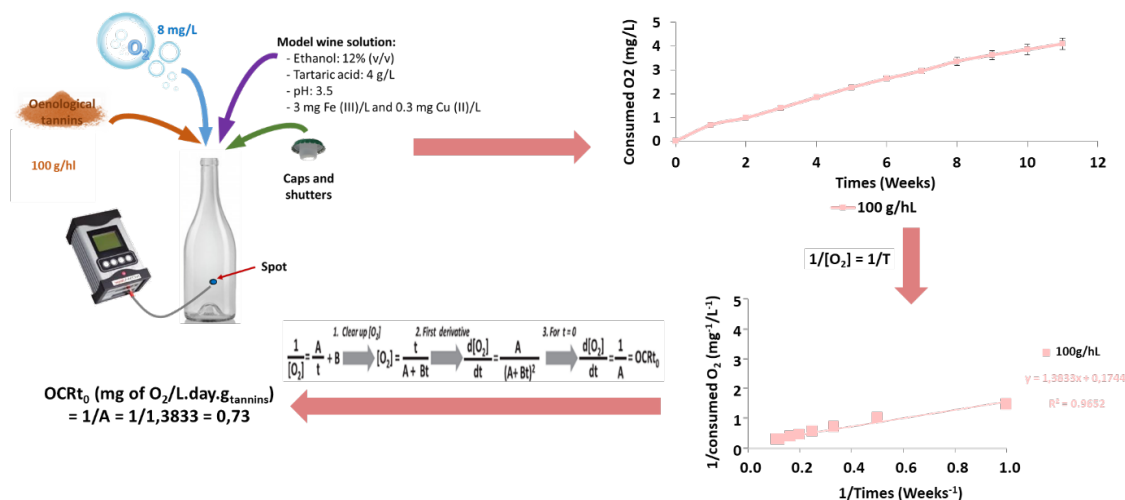 8 mg/L
O2
Oenological
tannins
100 g/hl
Model wine solution:
- Ethanol: 12% (v/v)
- Tartaric acid: 4 g/L
- pH: 3.5
- 3 mg Fe (III)/L and 0.3 mg Cu (II)/L
Caps and
shutters
Spot
Consumed O2 (mg/L)
5
4
3
2
1
0
0 2 4 6 8 10 12
Times (Weeks)
100 g/hL
1/[O₂] = 1/T
1/consumed O₂ (mg⁻¹/L⁻¹)
5
4
3
2
1
0
0.0 0.2 0.4 0.6 0.8 1.0
1/Times (Weeks⁻¹)
100g/hL
y = 1,3833x + 0,1744
R² = 0.9652
1. Clear up [O₂] 2. First derivative 3. For t = 0
1/[O₂] = A/t + B [O₂] = t/(A + Bt) d[O₂]/dt = A/(A+ Bt)² d[O₂]/dt = 1/A = OCRt₀
OCRt₀ (mg of O₂/L.day.g tannins)
= 1/A = 1/1,3833 = 0,73